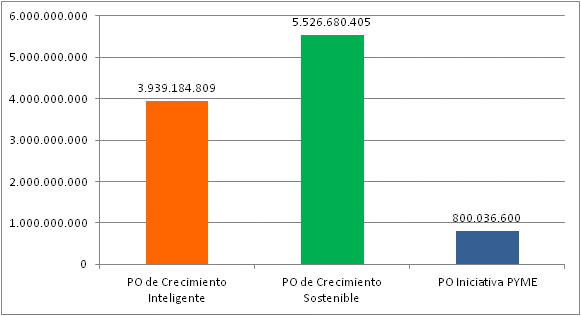 6.000.000.000
5.000.000.000
4.000.000.000
3.000.000.000
2.000.000.000
1.000.000.000
0
3.939.184.809
5.526.680.405
800.036.600
PO de Crecimiento
Inteligente
PO de Crecimiento
Sostenible
PO Iniciativa PYME